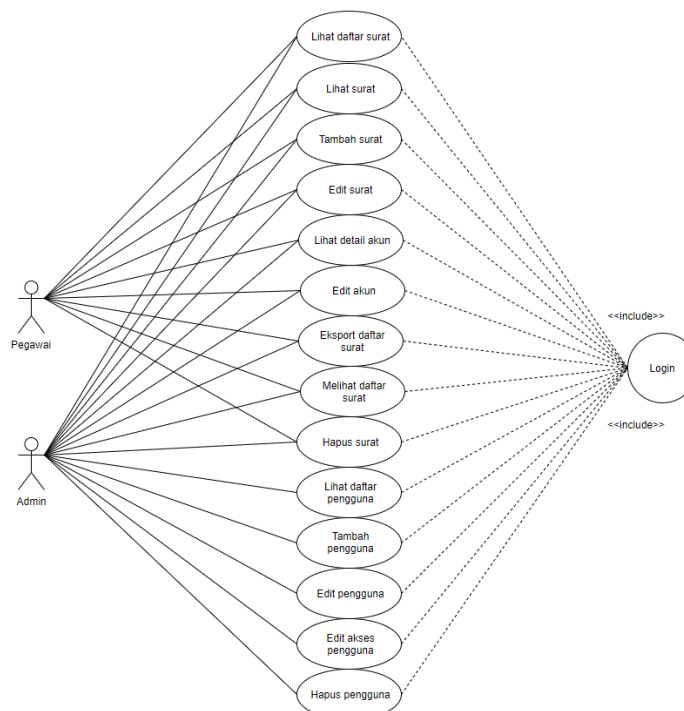 Lihat daftar surat
Lihat surat
Tambah surat
Edit surat
Lihat detail akun
Edit akun
Eksport daftar
surat
Melihat daftar
surat
Hapus surat
Lihat daftar
pengguna
Tambah
pengguna
Edit pengguna
Edit akses
pengguna
Hapus pengguna
Pegawai
Admin
<<include>>
Login
<<include>>